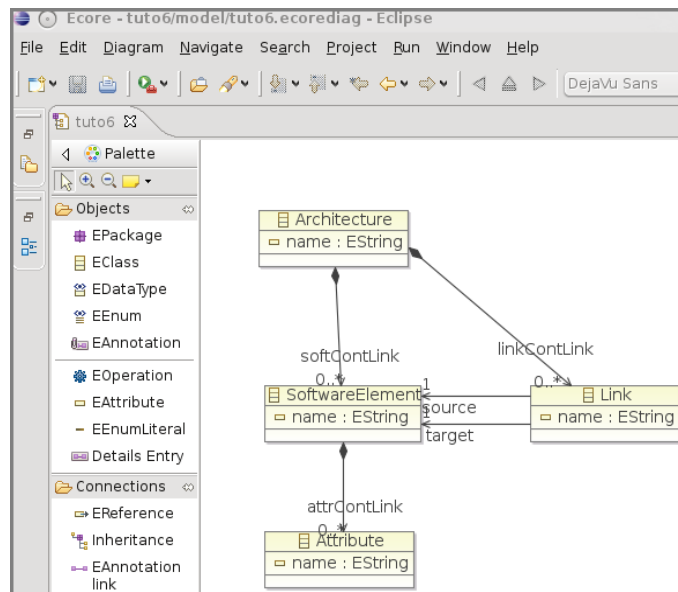 Ecore - tuto6/model/tuto6.ecorediag - Eclipse
File Edit Diagram Navigate Search Project Run Window Help
DejaVu Sans
tuto6
Palette
Objects
EPackage
EClass
EDataType
EEnum
EAnnotation
EOperation
EAttribute
EEnumLiteral
Details Entry
Connections
EReference
Inheritance
EAnnotation
link
Architecture
name : EString
softContLink
0..*
linkContLink
0..*
SoftwareElement
name : EString
1
source
1
target
Link
name : EString
attrContLink
0..*
Attribute
name : EString